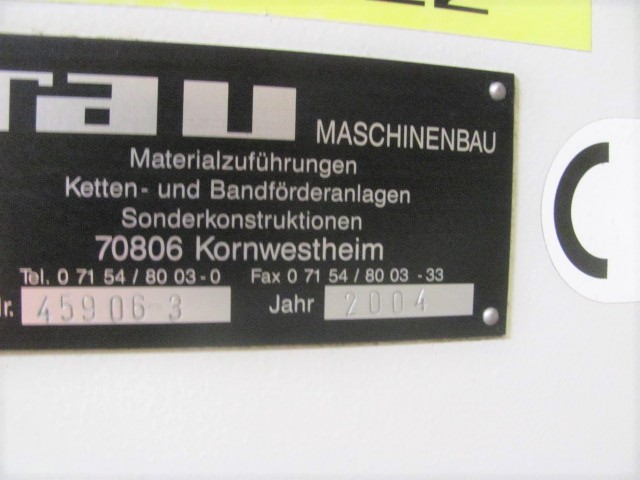 rau MASCHINENBAU
Materialzuführungen
Ketten- und Bandförderanlagen
Sonderkonstruktionen
70806 Kornwestheim
Tel. 0 71 54 / 80 03 - 0 Fax 0 71 54 / 80 03 - 33
Nr. 45906-3 Jahr 2004